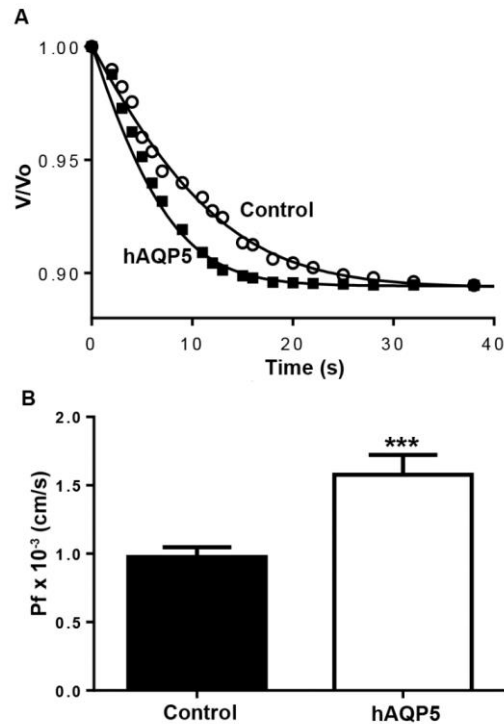 A
1.00
0.95
0.90
V/Vo
Control
hAQP5
0 10 20 30 40
Time (s)
B
2.0
1.5
1.0
0.5
0.0
Pf x 10⁻³ (cm/s)
***
Control hAQP5